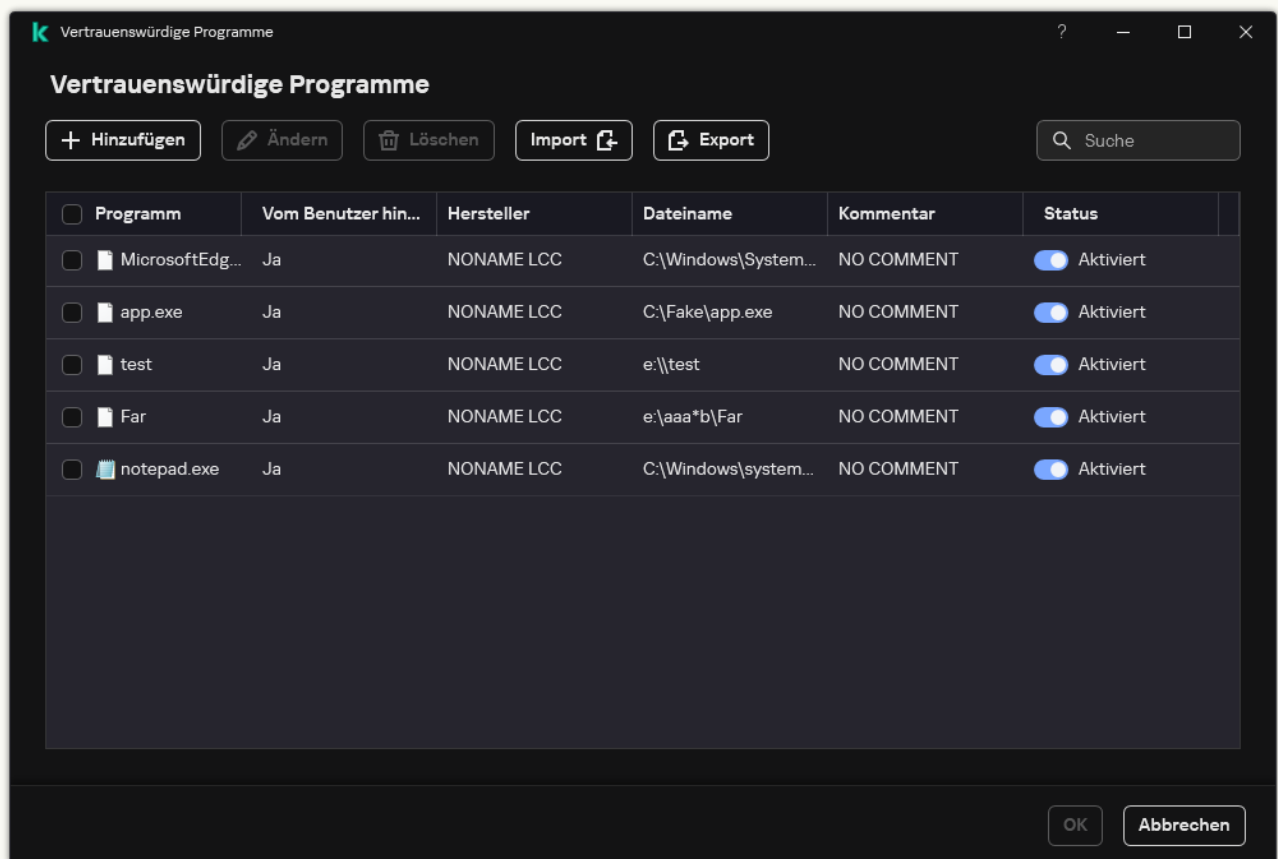 Vertrauenswürdige Programme ?
Vertrauenswürdige Programme
Hinzufügen Ändern Löschen Import Export Suche
Programm Vom Benutzer hin... Hersteller Dateiname Kommentar Status
MicrosoftEdg... Ja NONAME LCC C:\Windows\System... NO COMMENT Aktiviert
app.exe Ja NONAME LCC C:\Fake\app.exe NO COMMENT Aktiviert
test Ja NONAME LCC e:\\test NO COMMENT Aktiviert
Far Ja NONAME LCC e:\aaa*b\Far NO COMMENT Aktiviert
notepad.exe Ja NONAME LCC C:\Windows\system... NO COMMENT Aktiviert
OK Abbrechen